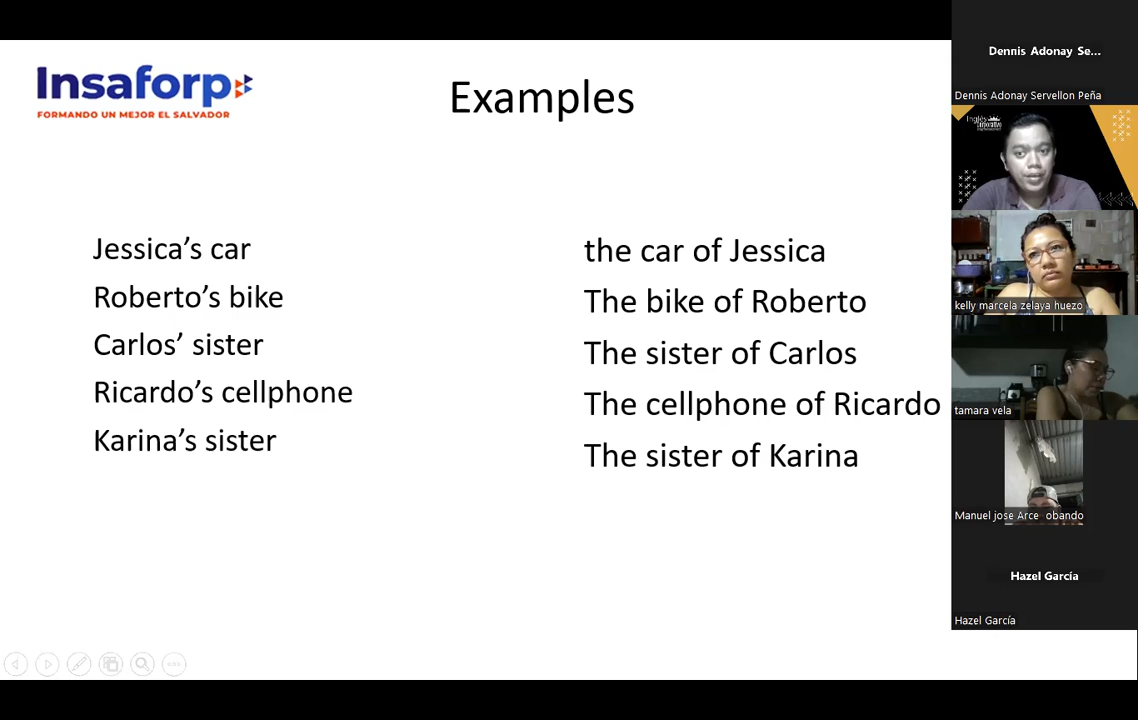 Insaforp
FORMANDO UN MEJOR EL SALVADOR
Examples
Jessica’s car
Roberto’s bike
Carlos’ sister
Ricardo’s cellphone
Karina’s sister
the car of Jessica
The bike of Roberto
The sister of Carlos
The cellphone of Ricardo
The sister of Karina
Dennis Adonay Se...
Dennis Adonay Servellon Peña
Inglés
kelly marcela zelaya huezo
tamara vela
Manuel jose Arce obando
Hazel García
Hazel García